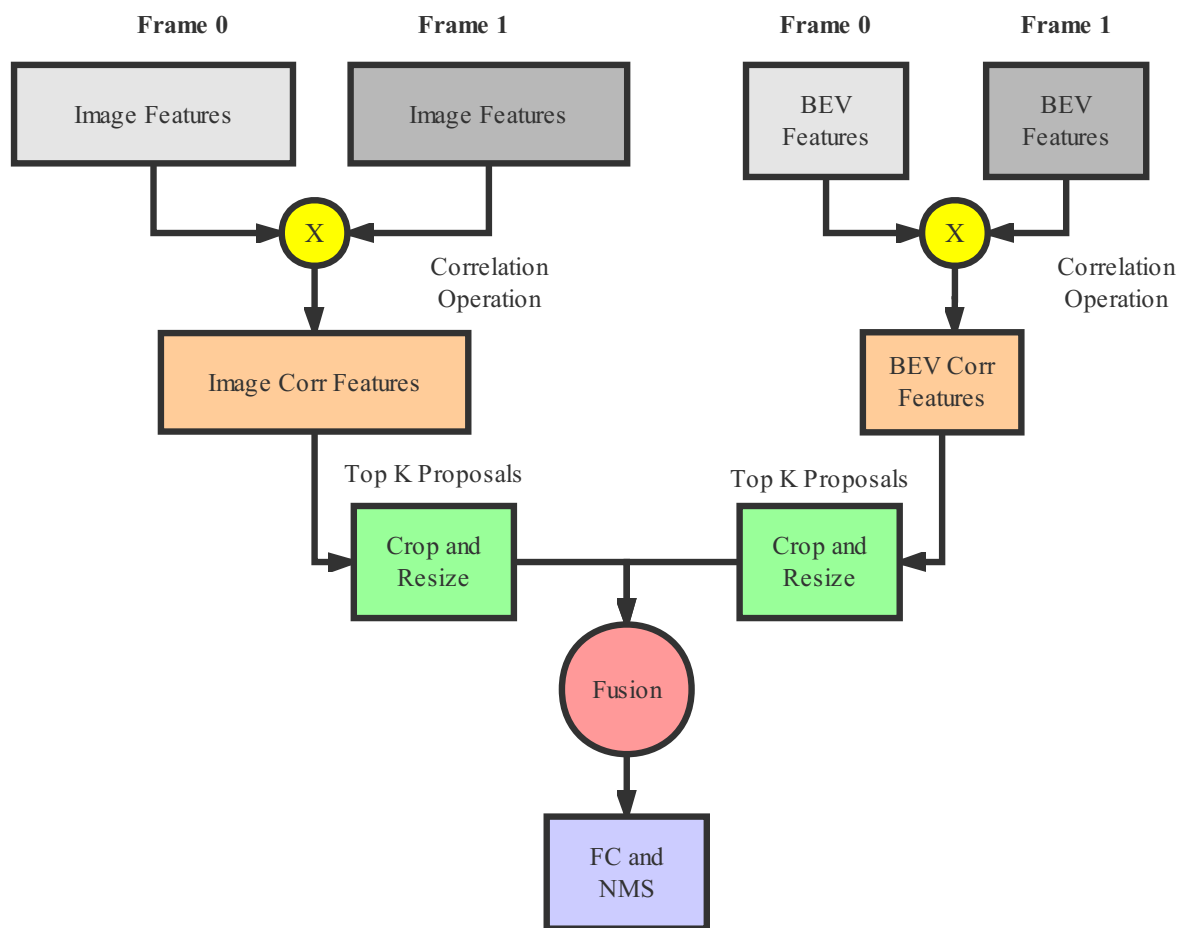 Frame 0
Frame 1
Frame 0
Frame 1
Image Features
Image Features
BEV
Features
BEV
Features
X
X
Correlation
Operation
Correlation
Operation
Image Corr Features
BEV Corr
Features
Top K Proposals
Top K Proposals
Crop and
Resize
Crop and
Resize
Fusion
FC and
NMS